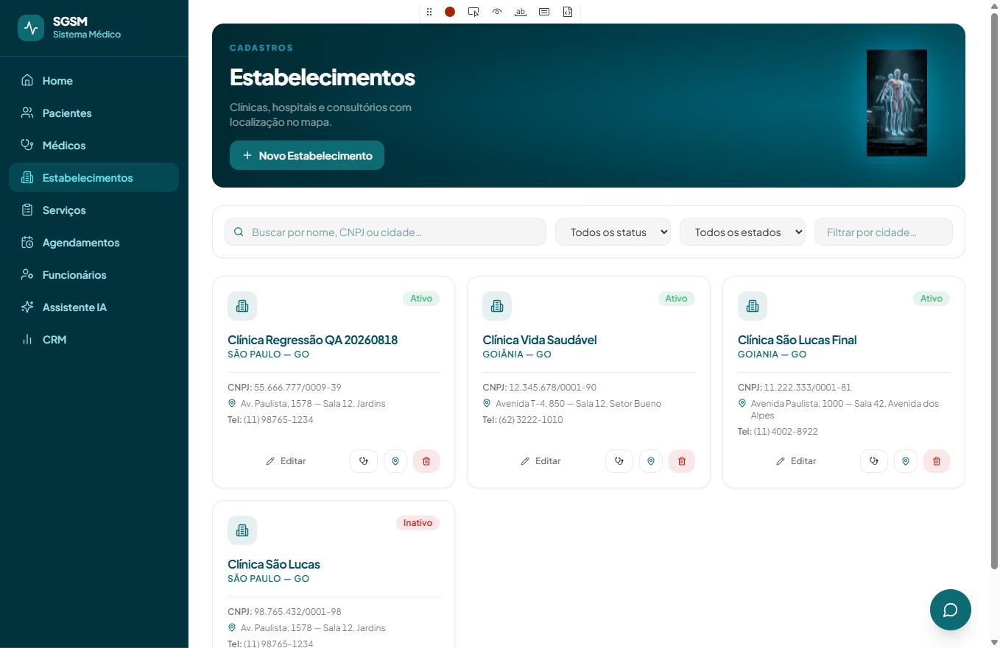 SGSM
Sistema Médico
Home
Pacientes
Médicos
Estabelecimentos
Serviços
Agendamentos
Funcionários
Assistente IA
CRM
ab
CADASTROS
Estabelecimentos
Clínicas, hospitais e consultórios com
localização no mapa.
Novo Estabelecimento
Buscar por nome, CNPJ ou cidade...
Todos os status
Todos os estados
Filtrar por cidade...
Ativo
Clínica Regressão QA 20260818
SÃO PAULO — GO
CNPJ: 55.666.777/0009-39
Av. Paulista, 1578 — Sala 12, Jardins
Tel: (11) 98765-1234
Editar
Ativo
Clínica Vida Saudável
GOIÂNIA — GO
CNPJ: 12.345.678/0001-90
Avenida T-4, 850 — Sala 12, Setor Bueno
Tel: (62) 3222-1010
Editar
Ativo
Clínica São Lucas Final
GOIANIA — GO
CNPJ: 11.222.333/0001-81
Avenida Paulista, 1000 — Sala 42, Avenida dos
Alpes
Tel: (11) 4002-8922
Editar
Inativo
Clínica São Lucas
SÃO PAULO — GO
CNPJ: 98.765.432/0001-98
Av. Paulista, 1578 — Sala 12, Jardins
Tel: (11) 98765-1234